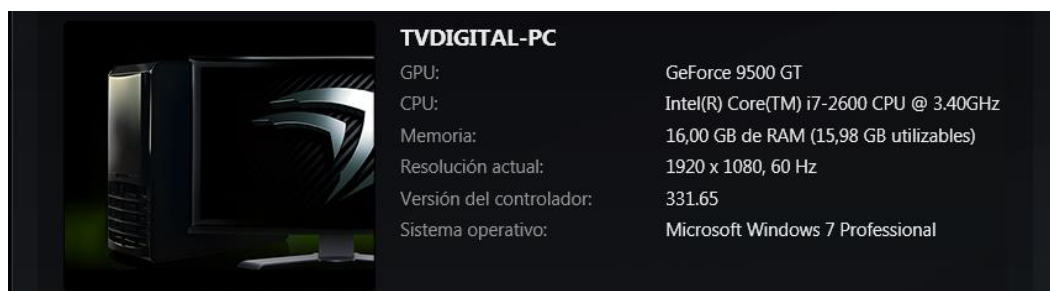 TVDIGITAL-PC
GPU: GeForce 9500 GT
CPU: Intel(R) Core(TM) i7-2600 CPU @ 3.40GHz
Memoria: 16,00 GB de RAM (15,98 GB utilizables)
Resolución actual: 1920 x 1080, 60 Hz
Versión del controlador: 331.65
Sistema operativo: Microsoft Windows 7 Professional